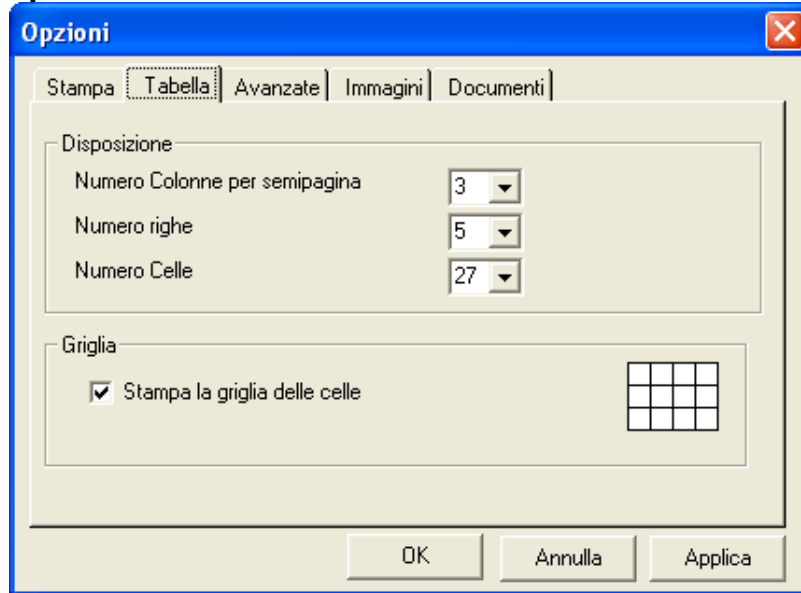 Opzioni
Stampa Tabella Avanzate Immagini Documenti
Disposizione
Numero Colonne per semipagina 3
Numero righe 5
Numero Celle 27
Griglia
Stampa la griglia delle celle
OK Annulla Applica